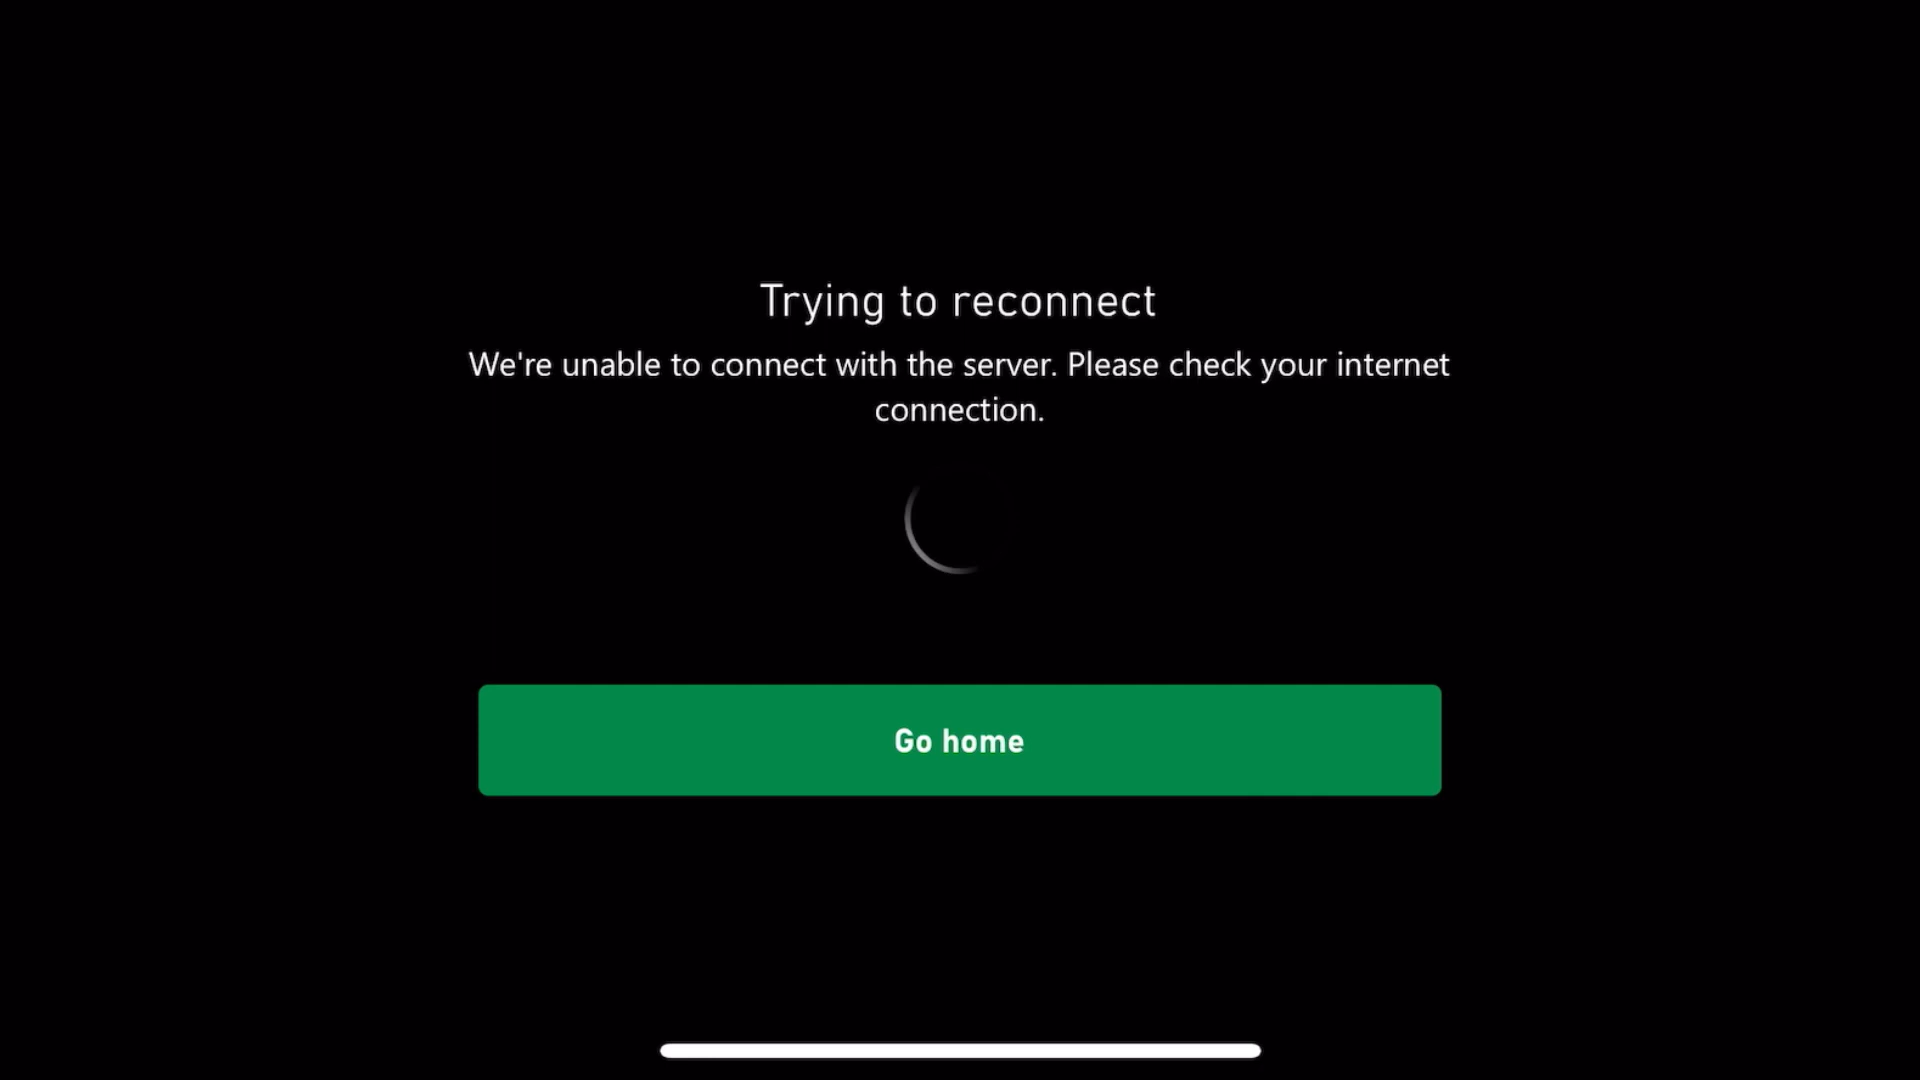 Trying to reconnect
We're unable to connect with the server. Please check your internet
connection.
Go home